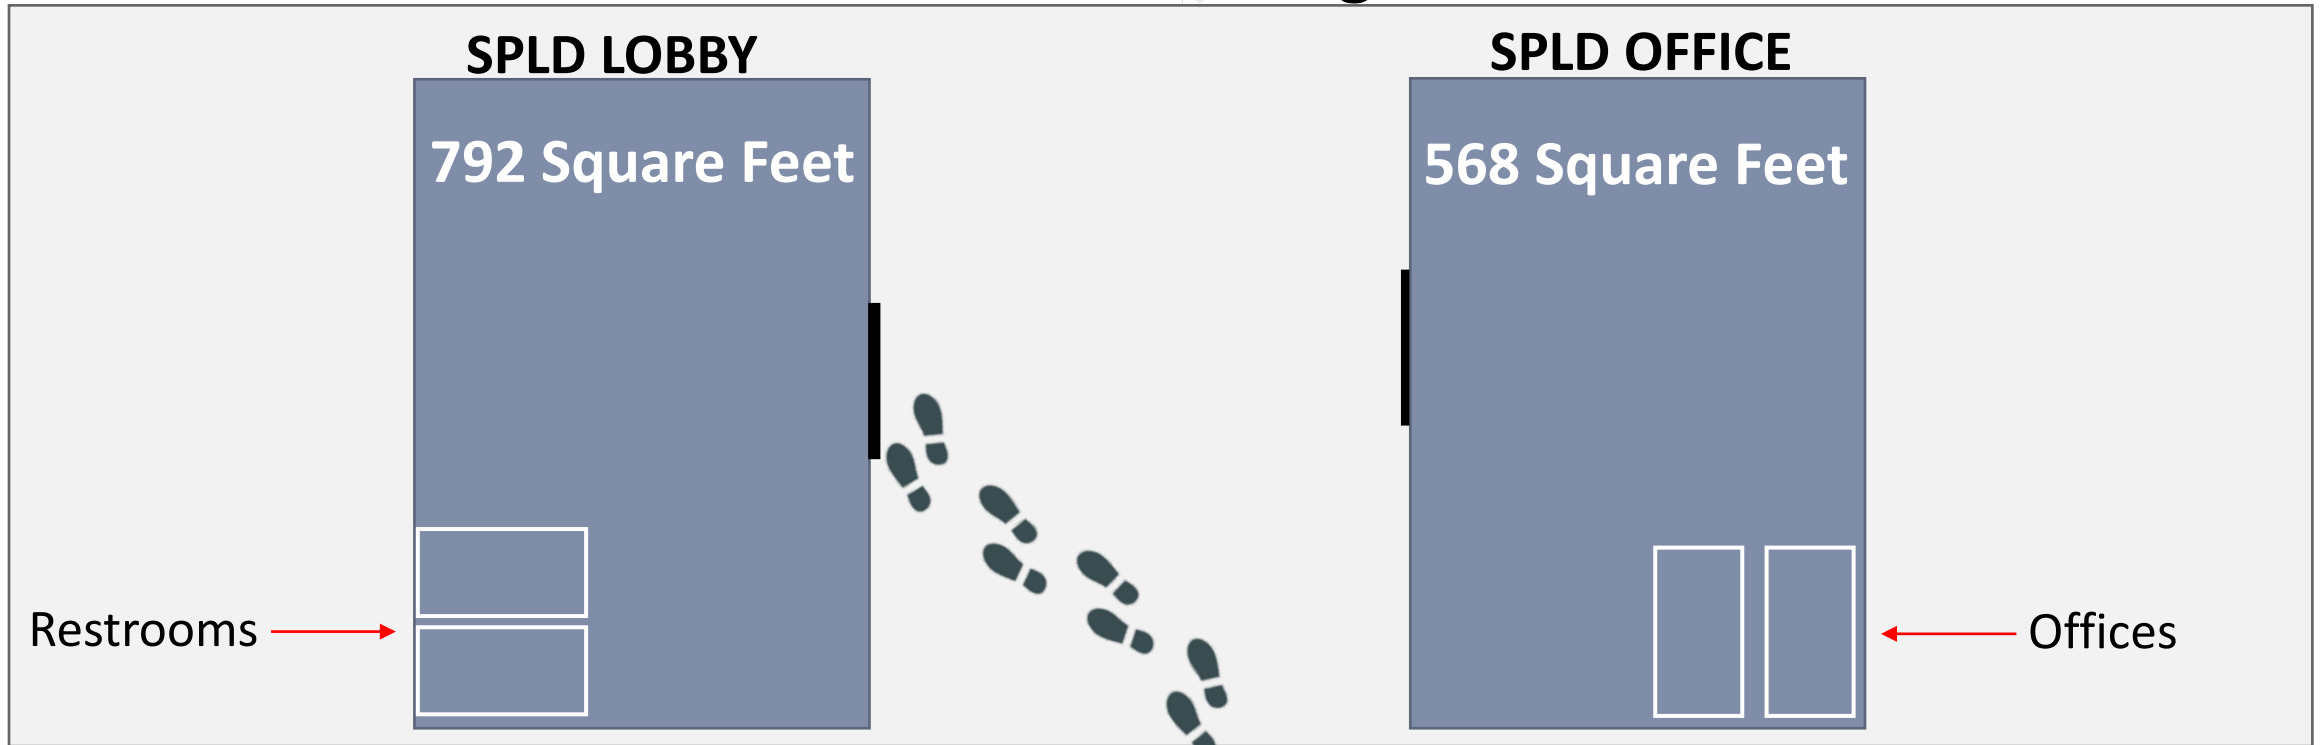 SPLD LOBBY
SPLD OFFICE
792 Square Feet
568 Square Feet
Restrooms
Offices